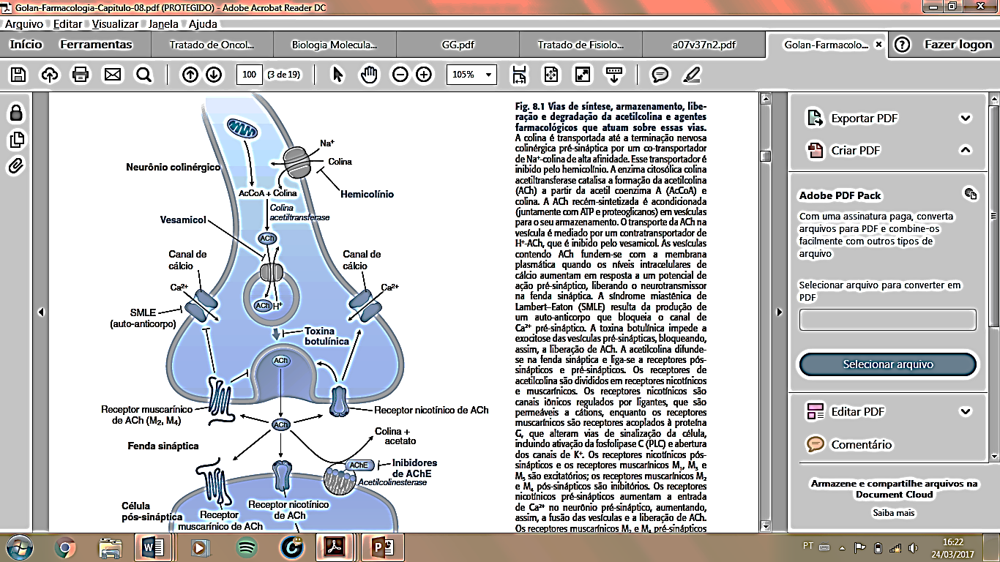 Golan-Farmacologia-Capitulo-08.pdf (PROTEGIDO) - Adobe Acrobat Reader DC
Arquivo Editar Visualizar Janela Ajuda
Início Ferramentas Tratado de Oncol... Biologia Molecula... GG.pdf Tratado de Fisiolo... a07v37n2.pdf Golan-Farmacolo... Fazer logon
100 (3 de 19) 105%
Na⁺
Colina
Neurônio colinérgico
AcCoA + Colina
Hemicolínio
Colina
acetiltransferase
Vesamicol
ACh
Canal de
cálcio
Canal de
cálcio
Ca²⁺
Ca²⁺
ACh H⁺
SMLE
(auto-anticorpo)
Toxina
botulínica
ACh
Receptor muscarínico
de ACh (M₂, M₄)
Receptor nicotínico de ACh
ACh
Colina +
acetato
Fenda sináptica
AChE
Inibidores
de AChE
Acetilcolinesterase
Célula
pós-sináptica
Receptor
muscarínico de ACh
Receptor nicotínico
de ACh
Fig. 8.1 Vias de síntese, armazenamento, libe-
ração e degradação da acetilcolina e agentes
farmacológicos que atuam sobre essas vias.
A colina é transportada até a terminação nervosa
colinérgica pré-sináptica por um co-transportador
de Na⁺-colina de alta afinidade. Esse transportador é
inibido pelo hemicolínio. A enzima citosólica colina
acetiltransferase catalisa a formação da acetilcolina
(ACh) a partir da acetil coenzima A (AcCoA) e
colina. A ACh recém-sintetizada é acondicionada
(juntamente com ATP e proteoglicanos) em vesículas
para o seu armazenamento. O transporte da ACh na
vesícula é mediado por um contratransportador de
H⁺-ACh, que é inibido pelo vesamicol. As vesículas
contendo ACh fundem-se com a membrana
plasmática quando os níveis intracelulares de
cálcio aumentam em resposta a um potencial de
ação pré-sináptico, liberando o neurotransmissor
na fenda sináptica. A síndrome miastênica de
Lambert–Eaton (SMLE) resulta da produção de
um auto-anticorpo que bloqueia o canal de
Ca²⁺ pré-sináptico. A toxina botulínica impede a
exocitose das vesículas pré-sinápticas, bloqueando,
assim, a liberação de ACh. A acetilcolina difunde-
se na fenda sináptica e liga-se a receptores pós-
sinápticos e pré-sinápticos. Os receptores de
acetilcolina são divididos em receptores nicotínicos
e muscarínicos. Os receptores nicotínicos são
canais iônicos regulados por ligantes, que são
permeáveis a cátions, enquanto os receptores
muscarínicos são receptores acoplados à proteína
G, que alteram vias de sinalização da célula,
incluindo ativação da fosfolipase C (PLC) e abertura
dos canais de K⁺. Os receptores nicotínicos pós-
sinápticos e os receptores muscarínicos M₁, M₃ e
M₅ são excitatórios; os receptores muscarínicos M₂
e M₄ pós-sinápticos são inibitórios. Os receptores
nicotínicos pré-sinápticos aumentam a entrada
de Ca²⁺ no neurônio pré-sináptico, aumentando,
assim, a fusão das vesículas e a liberação de ACh.
Os receptores muscarínicos M₂ e M₄ pré-sinápticos
Exportar PDF
Criar PDF
Adobe PDF Pack
Com uma assinatura paga, converta
arquivos para PDF e combine-os
facilmente com outros tipos de
arquivo
Selecionar arquivo para converter em
PDF
Selecionar arquivo
Editar PDF
Comentário
Armazene e compartilhe arquivos na
Document Cloud
Saiba mais
PT
16:22
24/03/2017